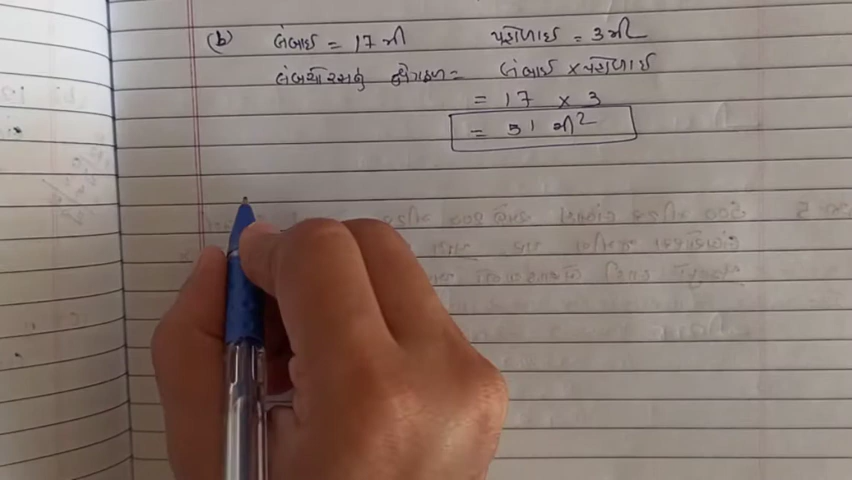 (b) લંબાઈ = 17 મી પહોળાઈ = 3 મી
લંબચોરસનું ક્ષેત્રફળ = લંબાઈ × પહોળાઈ
= 17 × 3
= 51 મી²